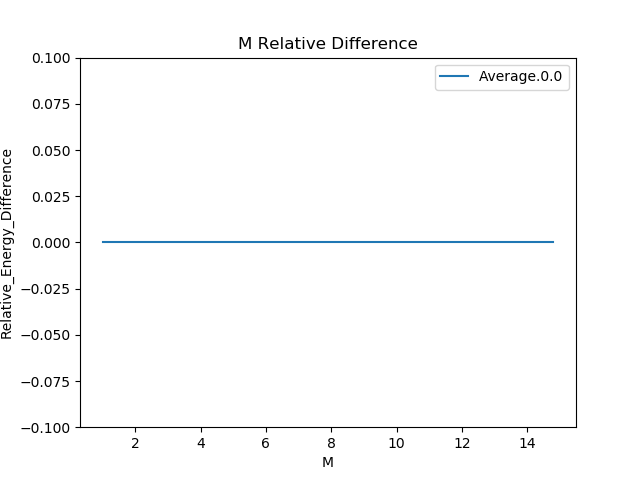 M Relative Difference
Average.0.0
0.100
0.075
0.050
0.025
0.000
−0.025
−0.050
−0.075
−0.100
Relative_Energy_Difference
2 4 6 8 10 12 14
M